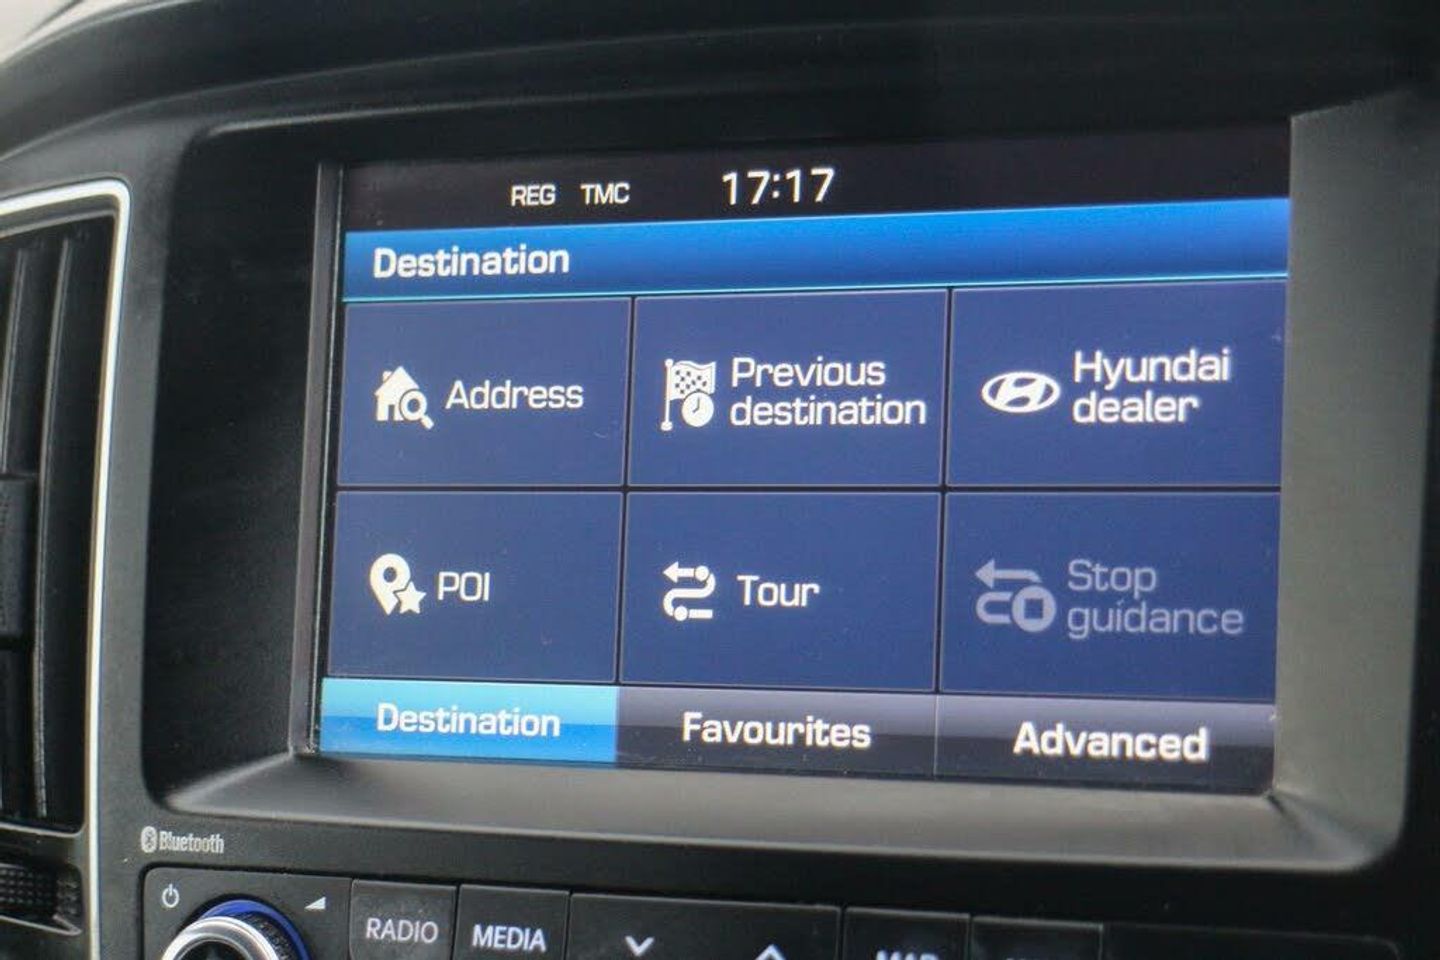 REG TMC 17:17
Destination
Address
Previous
destination
Hyundai
dealer
POI
Tour
Stop
guidance
Destination Favourites Advanced
Bluetooth
RADIO MEDIA